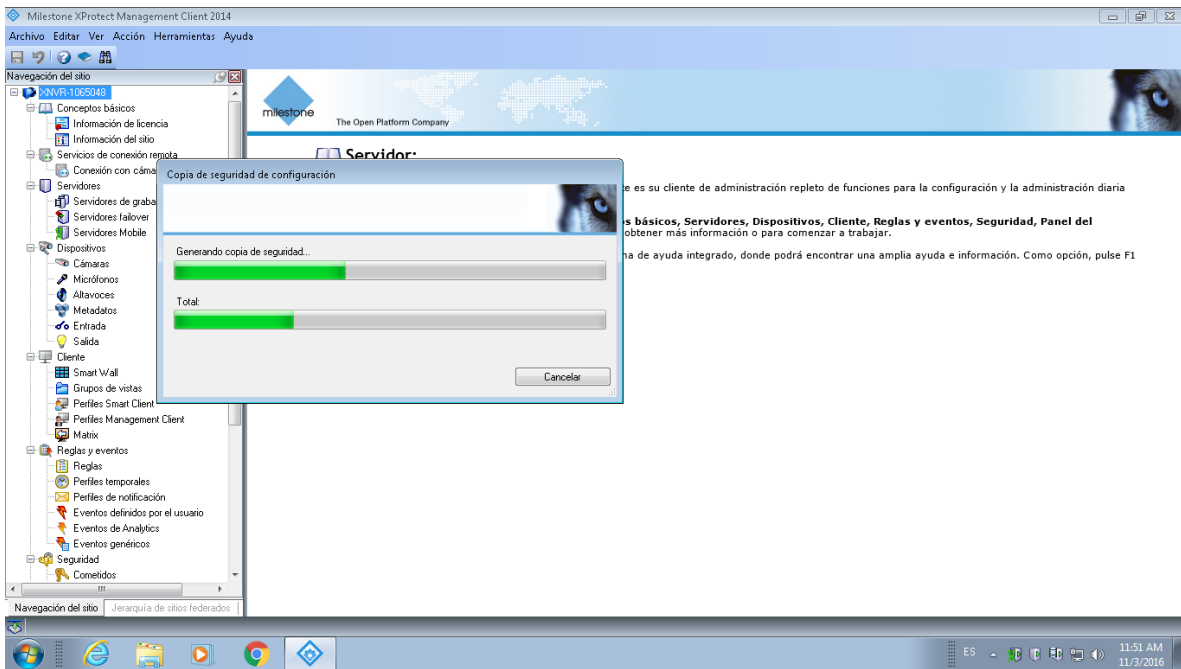 Milestone XProtect Management Client 2014
Archivo Editar Ver Acción Herramientas Ayuda
Navegación del sitio
XNVR-1065048
Conceptos básicos
Información de licencia
Información del sitio
Servicios de conexión remota
Conexión con cáma
Servidores
Servidores de graba
Servidores failover
Servidores Mobile
Dispositivos
Cámaras
Micrófonos
Altavoces
Metadatos
Entrada
Salida
Cliente
Smart Wall
Grupos de vistas
Perfiles Smart Client
Perfiles Management Client
Matrix
Reglas y eventos
Reglas
Perfiles temporales
Perfiles de notificación
Eventos definidos por el usuario
Eventos de Analytics
Eventos genéricos
Seguridad
Cometidos
Navegación del sitio Jerarquía de sitios federados
milestone
The Open Platform Company
Servidor:
te es su cliente de administración repleto de funciones para la configuración y la administración diaria
os básicos, Servidores, Dispositivos, Cliente, Reglas y eventos, Seguridad, Panel del
obtener más información o para comenzar a trabajar.
ma de ayuda integrado, donde podrá encontrar una amplia ayuda e información. Como opción, pulse F1
Copia de seguridad de configuración
Generando copia de seguridad...
Total:
Cancelar
ES
11:51 AM
11/3/2016